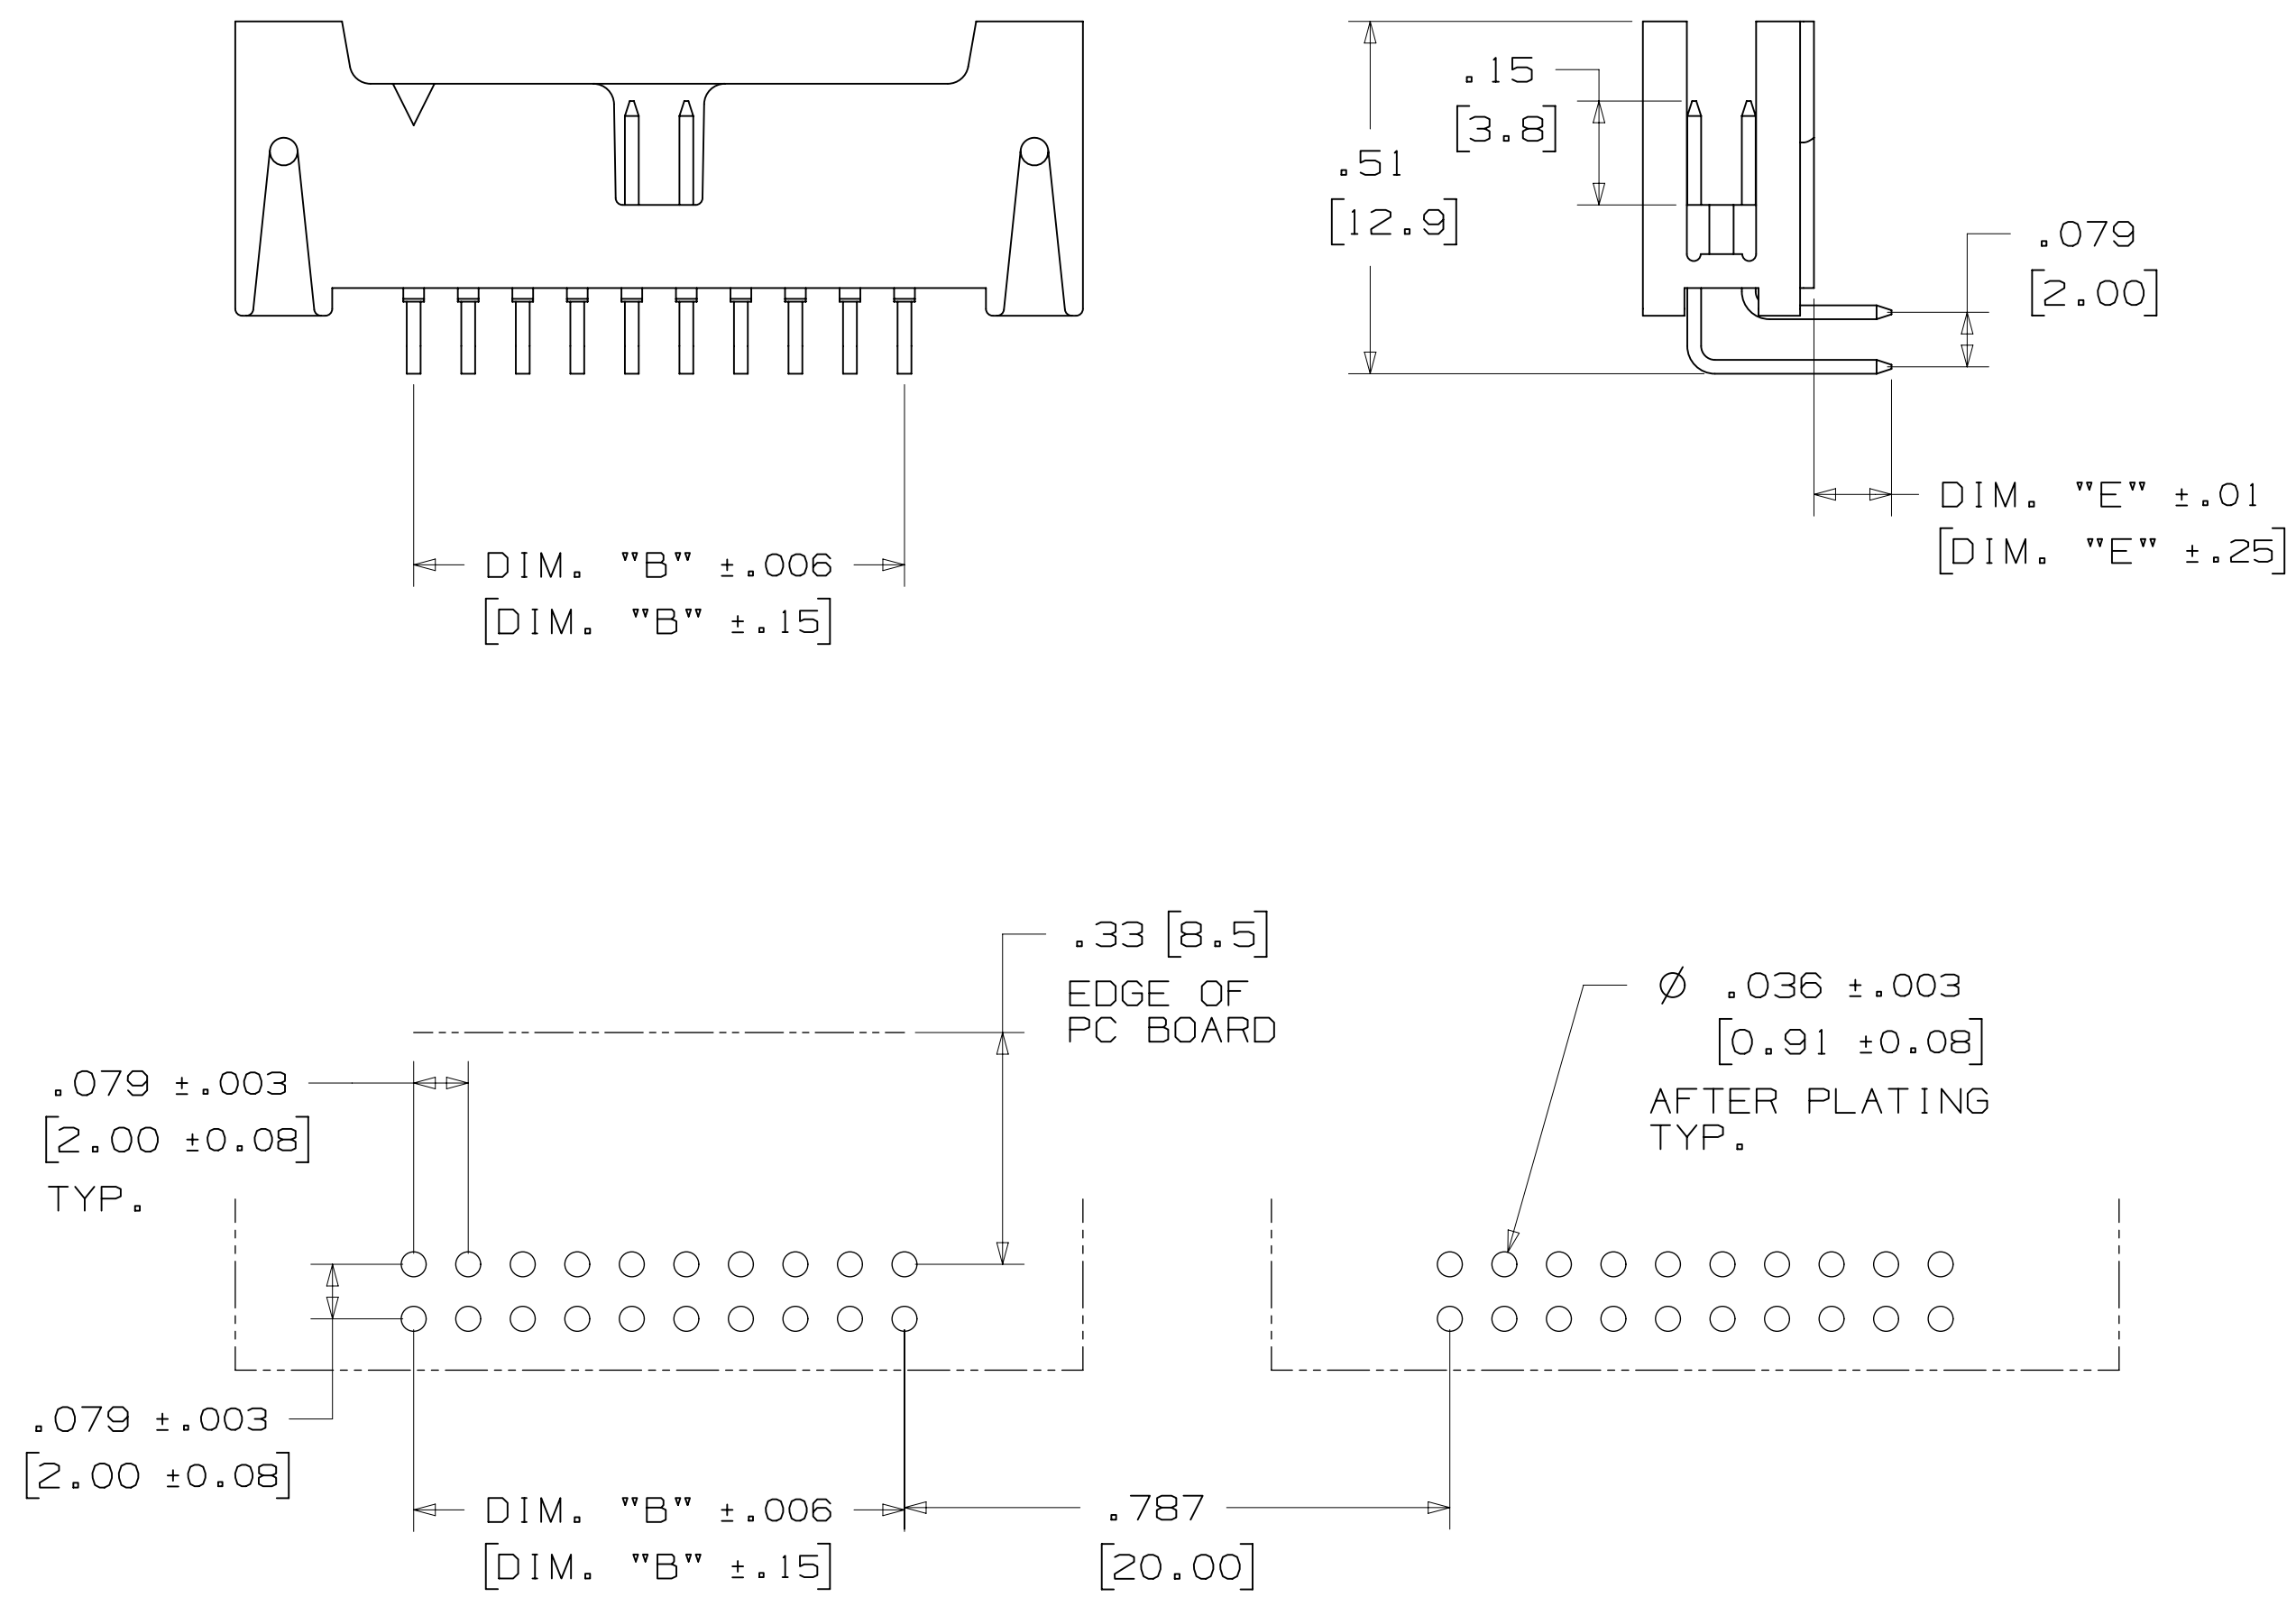 .15
[3.8]
.51
[12.9]
.079
[2.00]
DIM. "E" ±.01
[DIM. "E" ±.25]
DIM. "B" ±.006
[DIM. "B" ±.15]
.33 [8.5]
EDGE OF
PC BOARD
Ø .036 ±.003
[0.91 ±0.08]
AFTER PLATING
TYP.
.079 ±.003
[2.00 ±0.08]
TYP.
.079 ±.003
[2.00 ±0.08]
DIM. "B" ±.006
[DIM. "B" ±.15]
.787
[20.00]